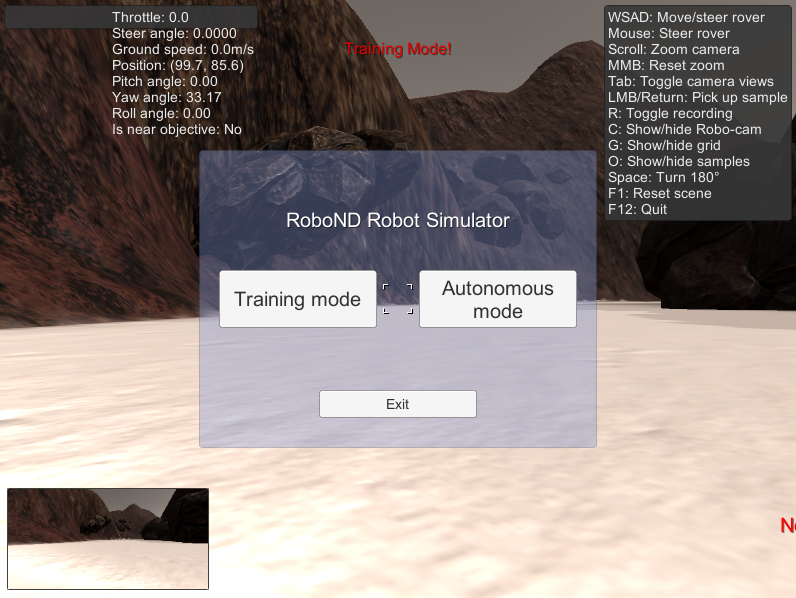 Throttle: 0.0
Steer angle: 0.0000
Ground speed: 0.0m/s
Position: (99.7, 85.6)
Pitch angle: 0.00
Yaw angle: 33.17
Roll angle: 0.00
Is near objective: No
Training Mode!
WSAD: Move/steer rover
Mouse: Steer rover
Scroll: Zoom camera
MMB: Reset zoom
Tab: Toggle camera views
LMB/Return: Pick up sample
R: Toggle recording
C: Show/hide Robo-cam
G: Show/hide grid
O: Show/hide samples
Space: Turn 180°
F1: Reset scene
F12: Quit
RoboND Robot Simulator
Training mode
Autonomous
mode
Exit